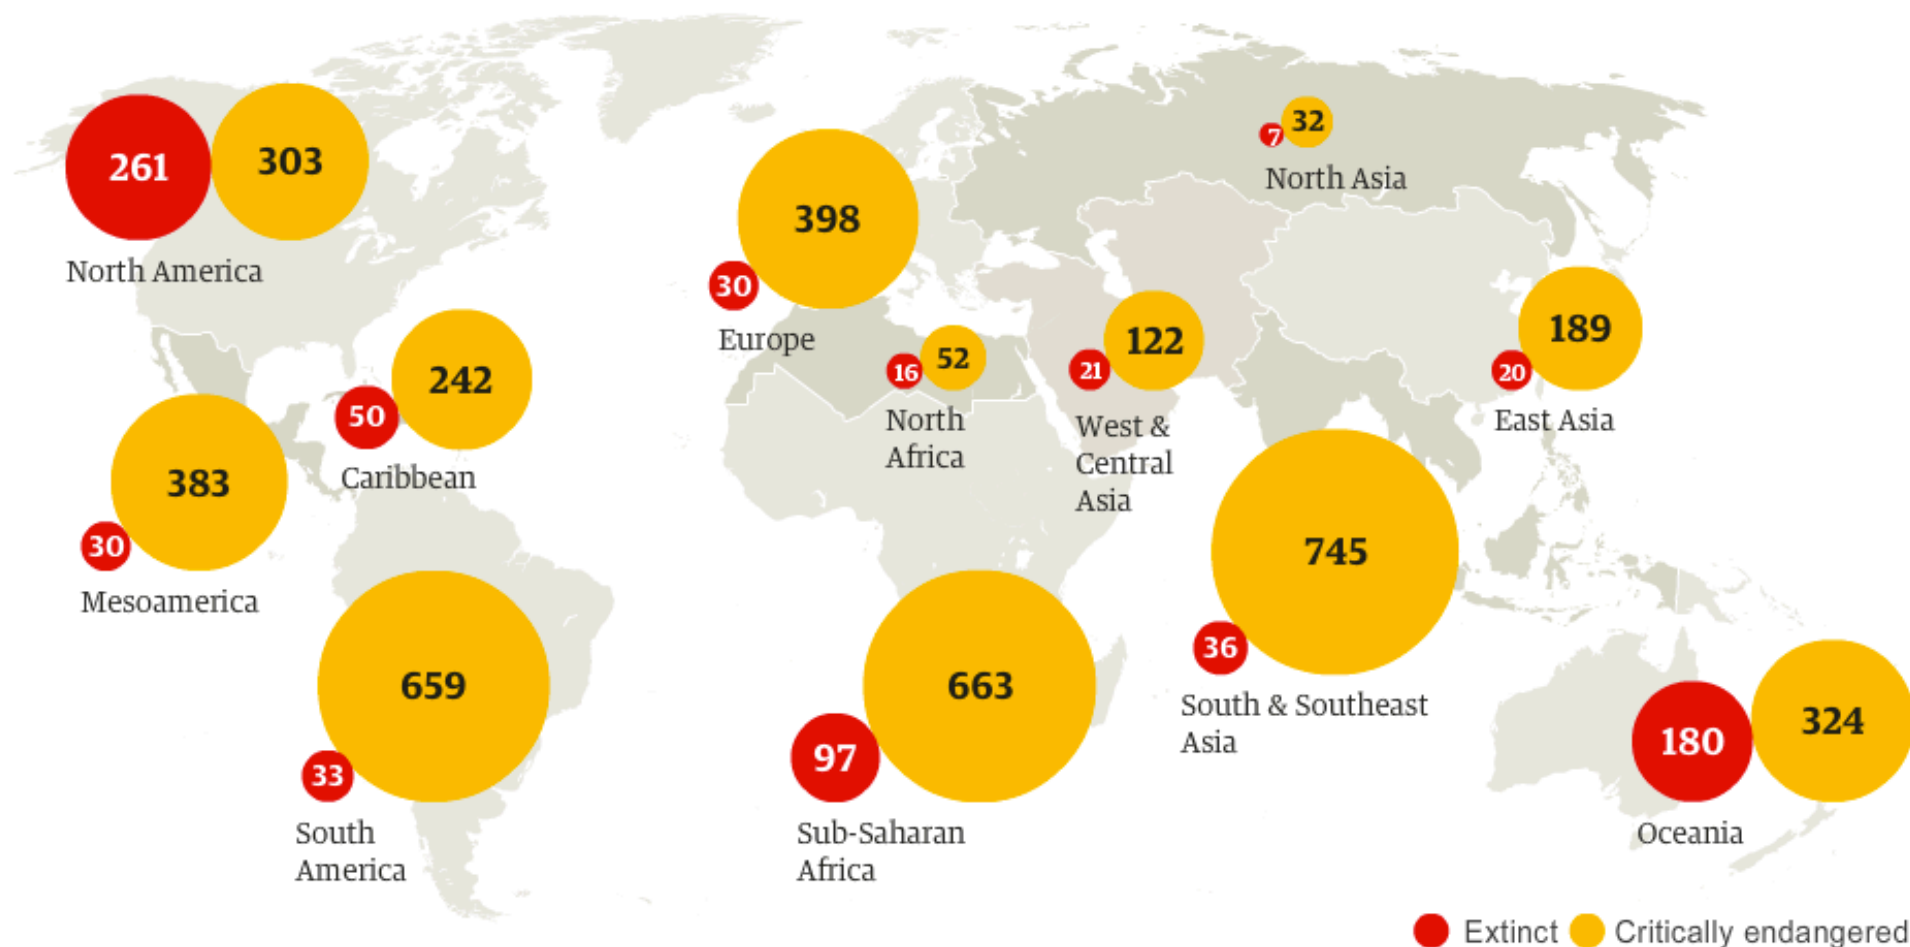 261
303
North America
7
32
North Asia
398
30
Europe
242
50
Caribbean
16
52
North
Africa
21
122
West &
Central
Asia
189
20
East Asia
383
30
Mesoamerica
745
36
South & Southeast
Asia
659
33
South
America
663
97
Sub-Saharan
Africa
180
324
Oceania
Extinct
Critically endangered